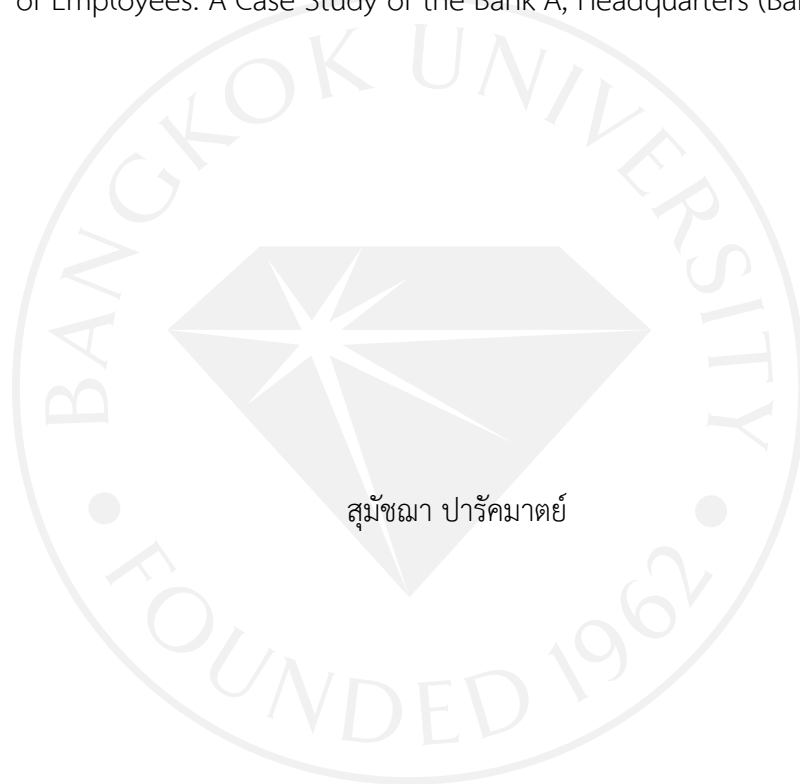 of Employees: A Case Study of the Bank A, Headquarters (Ba
BANGKOK UNIVERSITY
สุมัชฌา ปารัคมาตย์
FOUNDED 1962